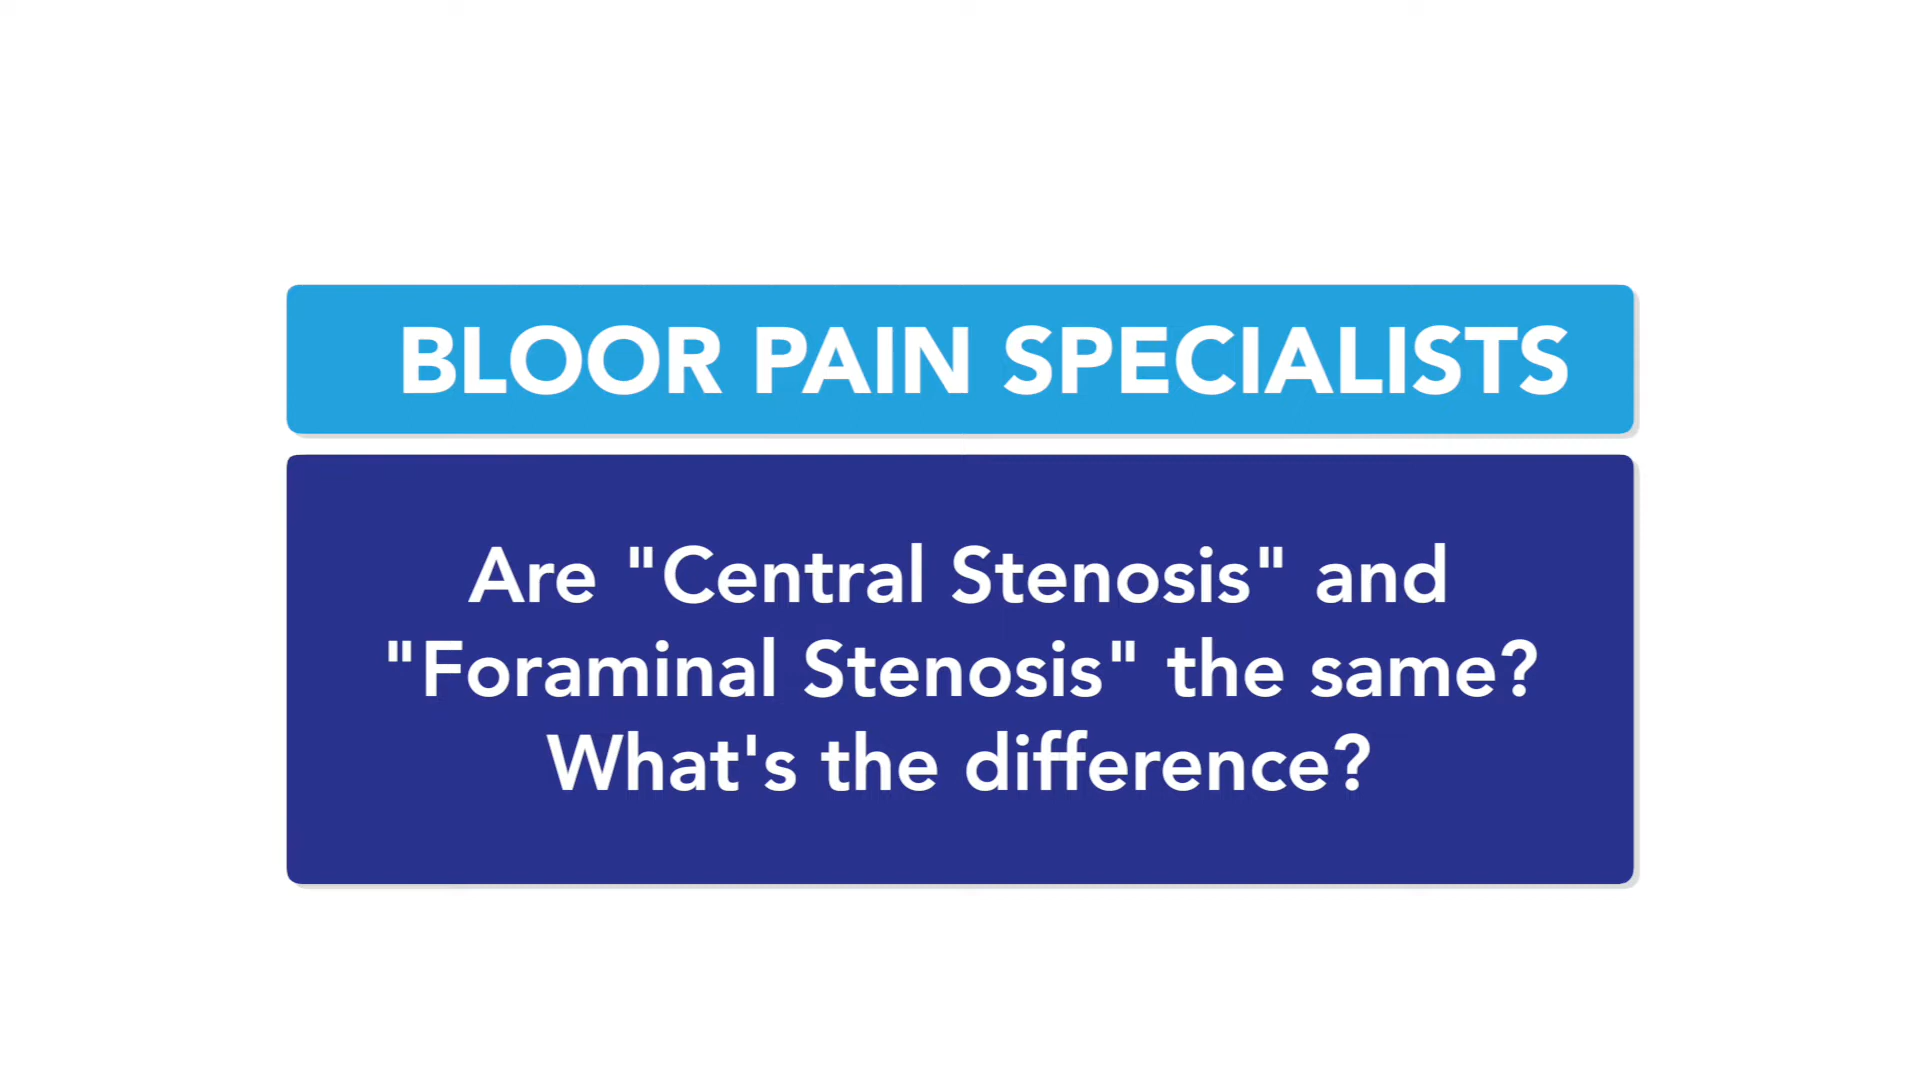 BLOOR PAIN SPECIALISTS
Are "Central Stenosis" and
"Foraminal Stenosis" the same?
What's the difference?